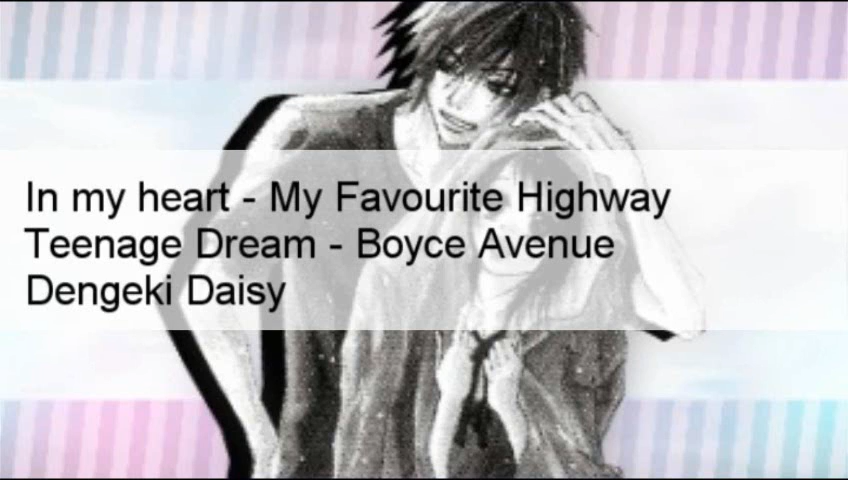 In my heart - My Favourite Highway
Teenage Dream - Boyce Avenue
Dengeki Daisy